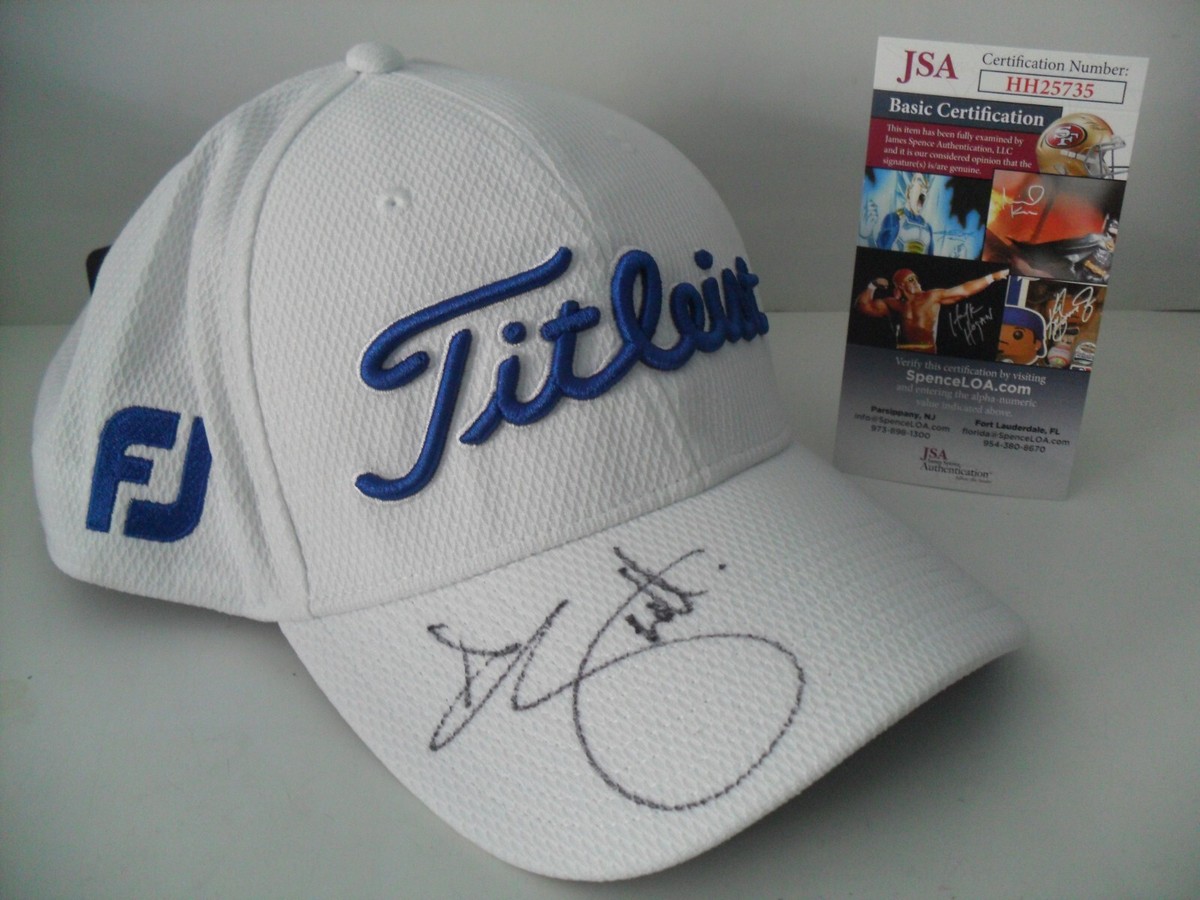 Titleist
FJ
JSA
Certification Number:
HH25735
Basic Certification
This item has been fully examined by
James Spence Authentication, LLC
and it is our considered opinion that the
signature(s) is/are genuine.
SF
Verify this certification by visiting
SpenceLOA.com
and entering the alpha-numeric
value indicated above.
Parsippany, NJ
info@SpenceLOA.com
973-898-1300
Fort Lauderdale, FL
florida@SpenceLOA.com
954-380-8670
JSA
Authentication